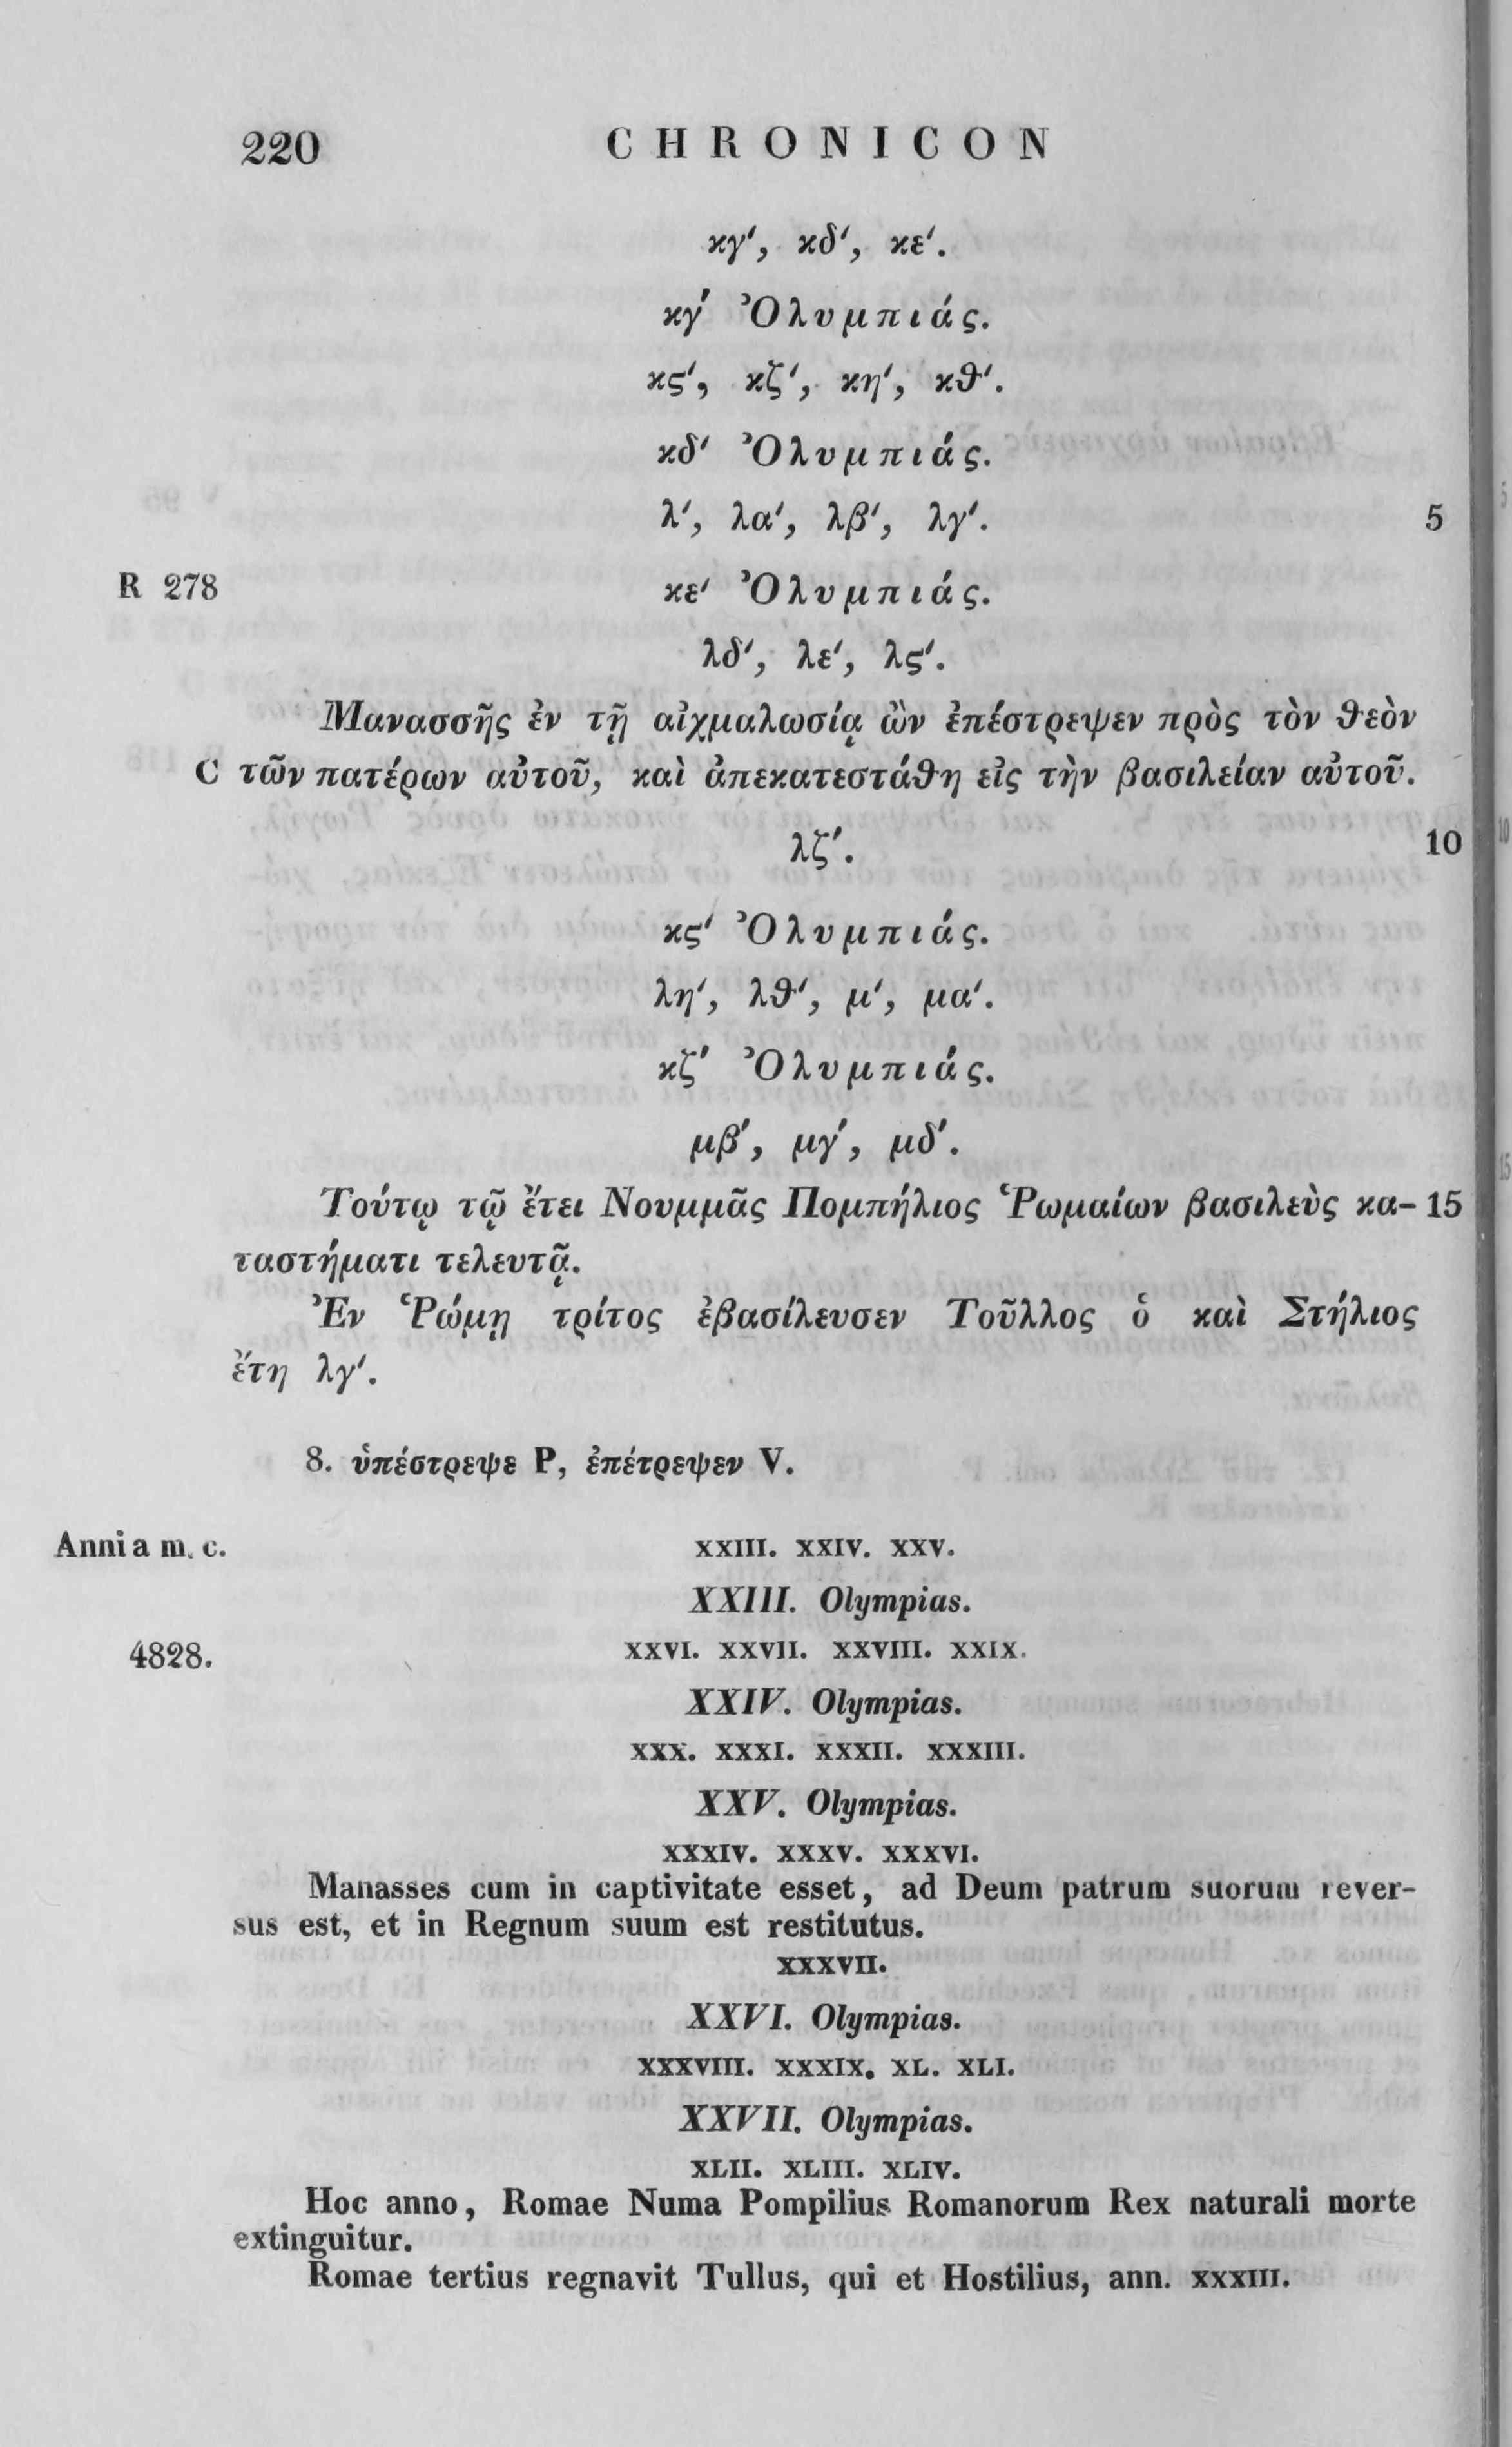 220 CHRONICON
κγ′, κδ′, κε′.
κγ′ Ὀλυμπιάς.
κς′, κζ′, κη′, κθ′.
κδ′ Ὀλυμπιάς.
λ′, λα′, λβ′, λγ′. 5
R 278 κε′ Ὀλυμπιάς.
λδ′, λε′, λς′.
Μανασσῆς ἐν τῇ αἰχμαλωσίᾳ ὢν ἐπέστρεψεν πρὸς τὸν θεὸν
C τῶν πατέρων αὐτοῦ, καὶ ἀπεκατεστάθη εἰς τὴν βασιλείαν αὐτοῦ.
λζ′. 10
κς′ Ὀλυμπιάς.
λη′, λθ′, μ′, μα′.
κζ′ Ὀλυμπιάς.
μβ′, μγ′, μδ′.
Τούτῳ τῷ ἔτει Νουμμᾶς Πομπήλιος Ῥωμαίων βασιλεὺς κα- 15
ταστήματι τελευτᾷ.
Ἐν Ῥώμῃ τρίτος ἐβασίλευσεν Τοῦλλος ὁ καὶ Στήλιος
ἔτη λγ′.
8. ὑπέστρεψε P, ἐπέτρεψεν V.
Anni a m. c. XXIII. XXIV. XXV.
XXIII. Olympias.
4828. XXVI. XXVII. XXVIII. XXIX.
XXIV. Olympias.
XXX. XXXI. XXXII. XXXIII.
XXV. Olympias.
XXXIV. XXXV. XXXVI.
Manasses cum in captivitate esset, ad Deum patrum suorum rever-
sus est, et in Regnum suum est restitutus.
XXXVII.
XXVI. Olympias.
XXXVIII. XXXIX. XL. XLI.
XXVII. Olympias.
XLII. XLIII. XLIV.
Hoc anno, Romae Numa Pompilius Romanorum Rex naturali morte
extinguitur.
Romae tertius regnavit Tullus, qui et Hostilius, ann. XXXIII.